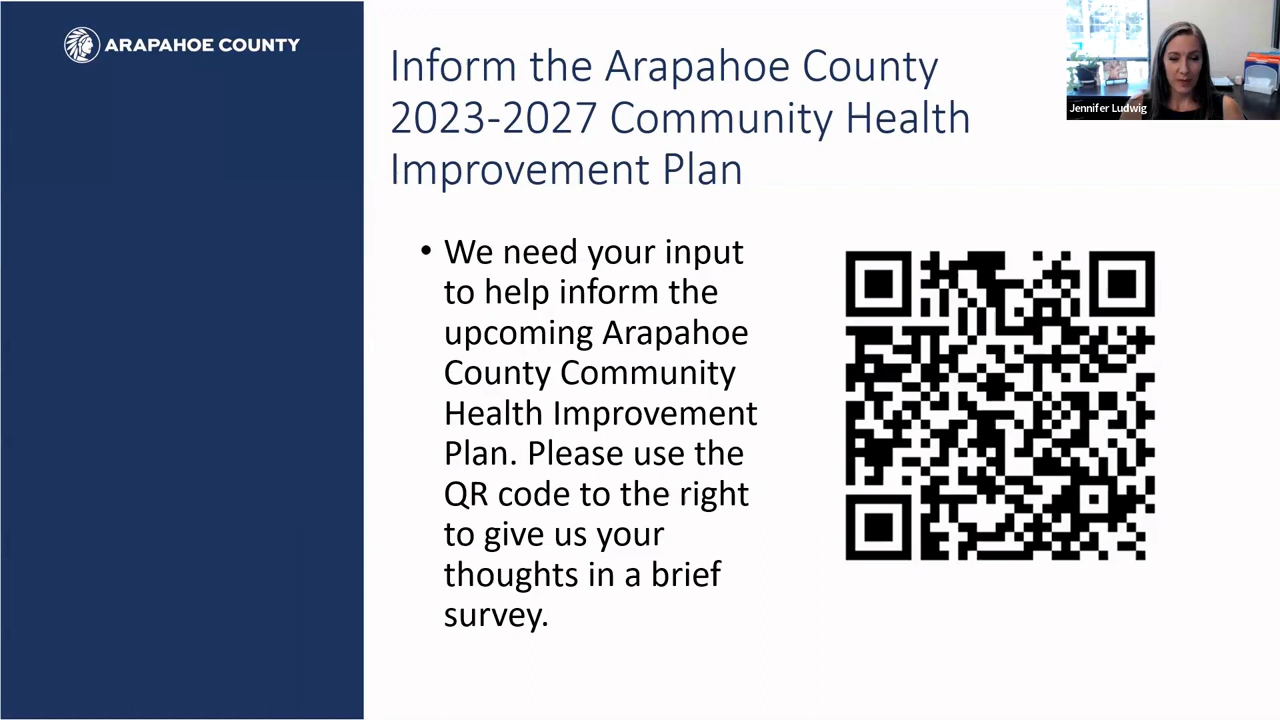 ARAPAHOE COUNTY
Inform the Arapahoe County
2023-2027 Community Health
Improvement Plan
Jennifer Ludwig
• We need your input
to help inform the
upcoming Arapahoe
County Community
Health Improvement
Plan. Please use the
QR code to the right
to give us your
thoughts in a brief
survey.